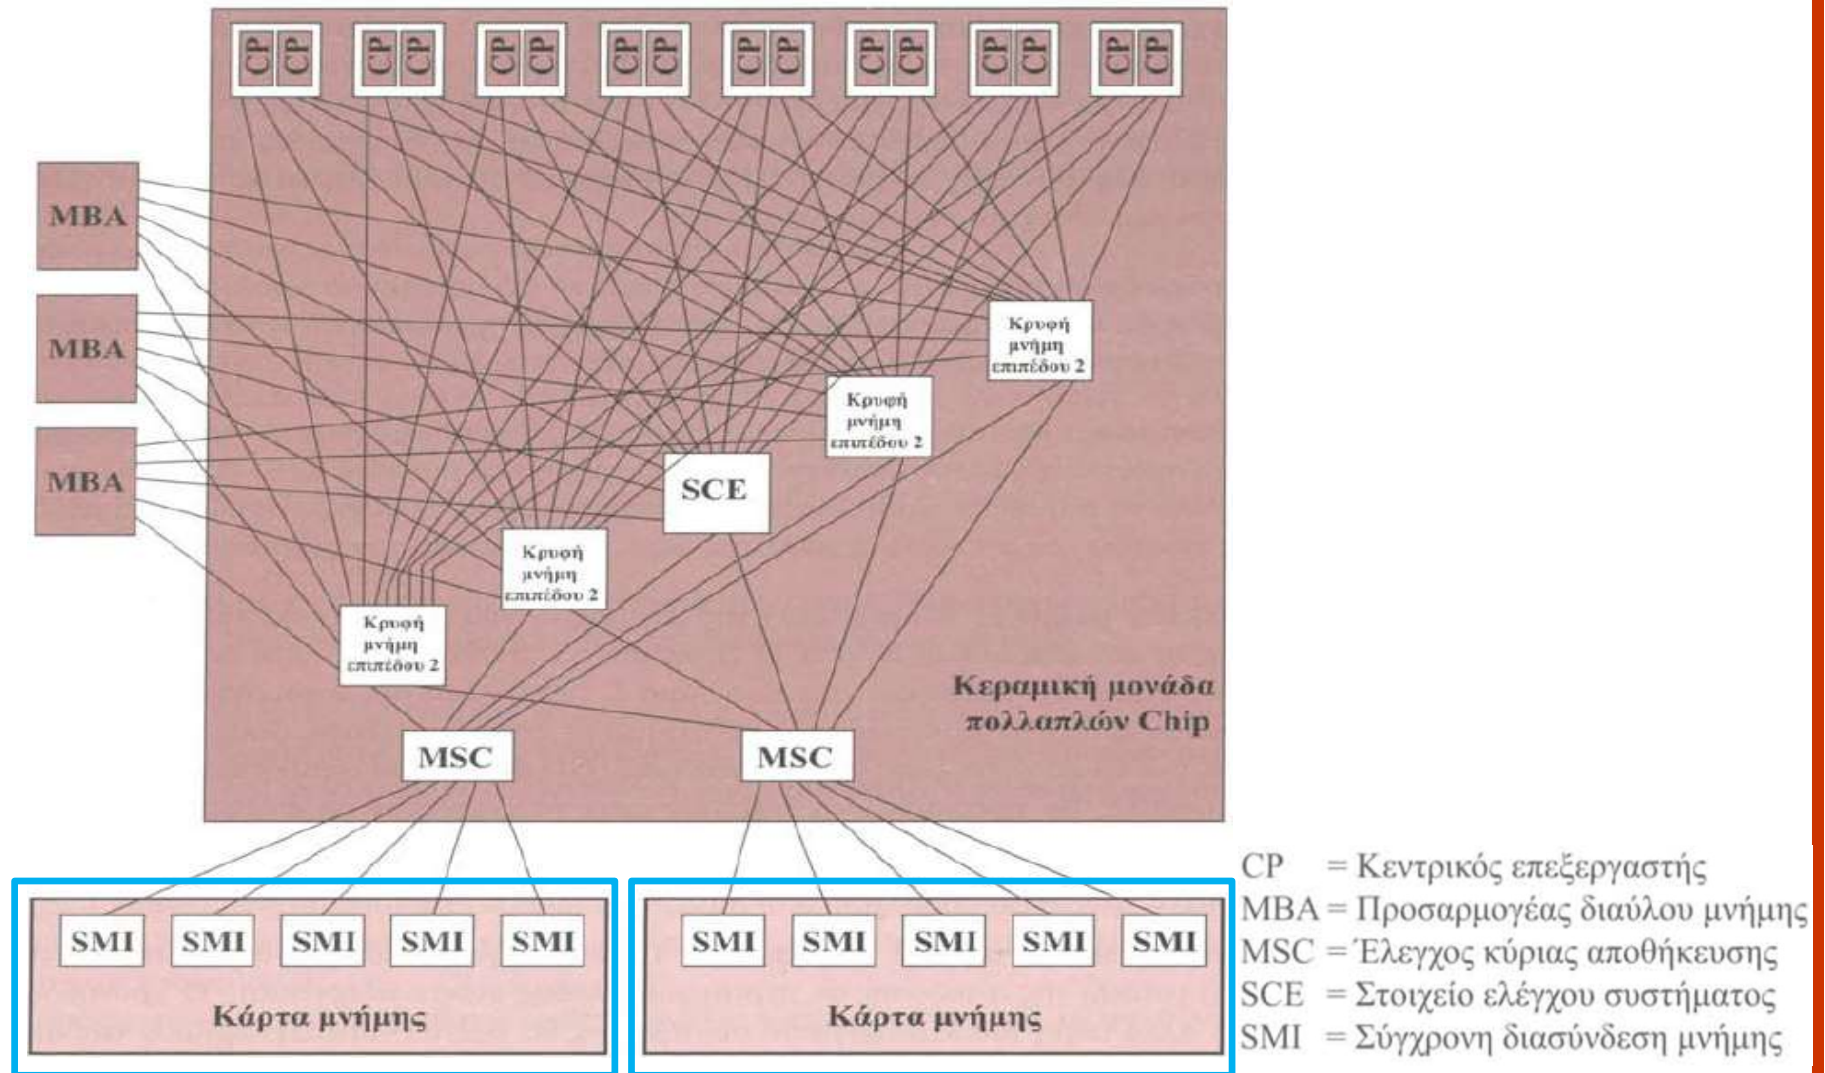 CP CP CP CP CP CP CP CP CP CP CP CP CP CP CP CP
MBA
MBA
MBA
Κρυφή
μνήμη
επιπέδου 2
Κρυφή
μνήμη
επιπέδου 2
SCE
Κρυφή
μνήμη
επιπέδου 2
Κρυφή
μνήμη
επιπέδου 2
Κεραμική μονάδα
πολλαπλών Chip
MSC MSC
SMI SMI SMI SMI SMI
Κάρτα μνήμης
SMI SMI SMI SMI SMI
Κάρτα μνήμης
CP = Κεντρικός επεξεργαστής
MBA = Προσαρμογέας διαύλου μνήμης
MSC = Έλεγχος κύριας αποθήκευσης
SCE = Στοιχείο ελέγχου συστήματος
SMI = Σύγχρονη διασύνδεση μνήμης